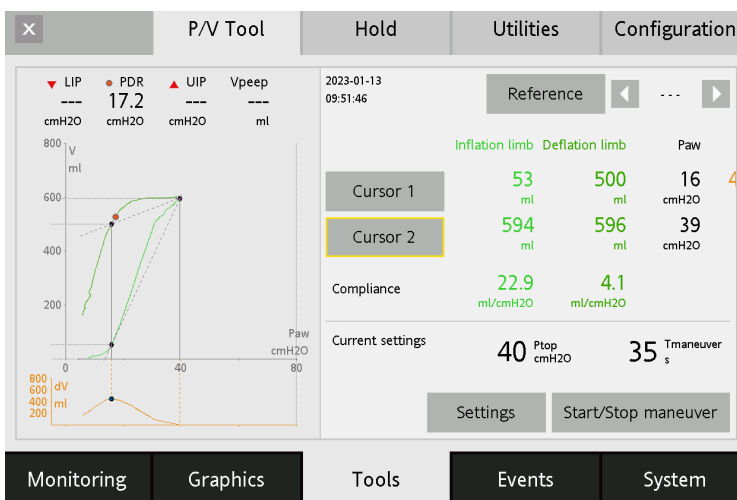 ×
P/V Tool
Hold
Utilities
Configuration
LIP
PDR
UIP
Vpeep
---
17.2
---
---
cmH2O
cmH2O
cmH2O
ml
800
V
ml
600
400
200
Paw
cmH2O
0
40
80
800
600
400
200
dV
ml
2023-01-13
09:51:46
Reference
---
Inflation limb
Deflation limb
Paw
Cursor 1
53
ml
500
ml
16
cmH2O
4
Cursor 2
594
ml
596
ml
39
cmH2O
Compliance
22.9
ml/cmH2O
4.1
ml/cmH2O
Current settings
40 Ptop
cmH2O
35 Tmaneuver
s
Settings
Start/Stop maneuver
Monitoring
Graphics
Tools
Events
System